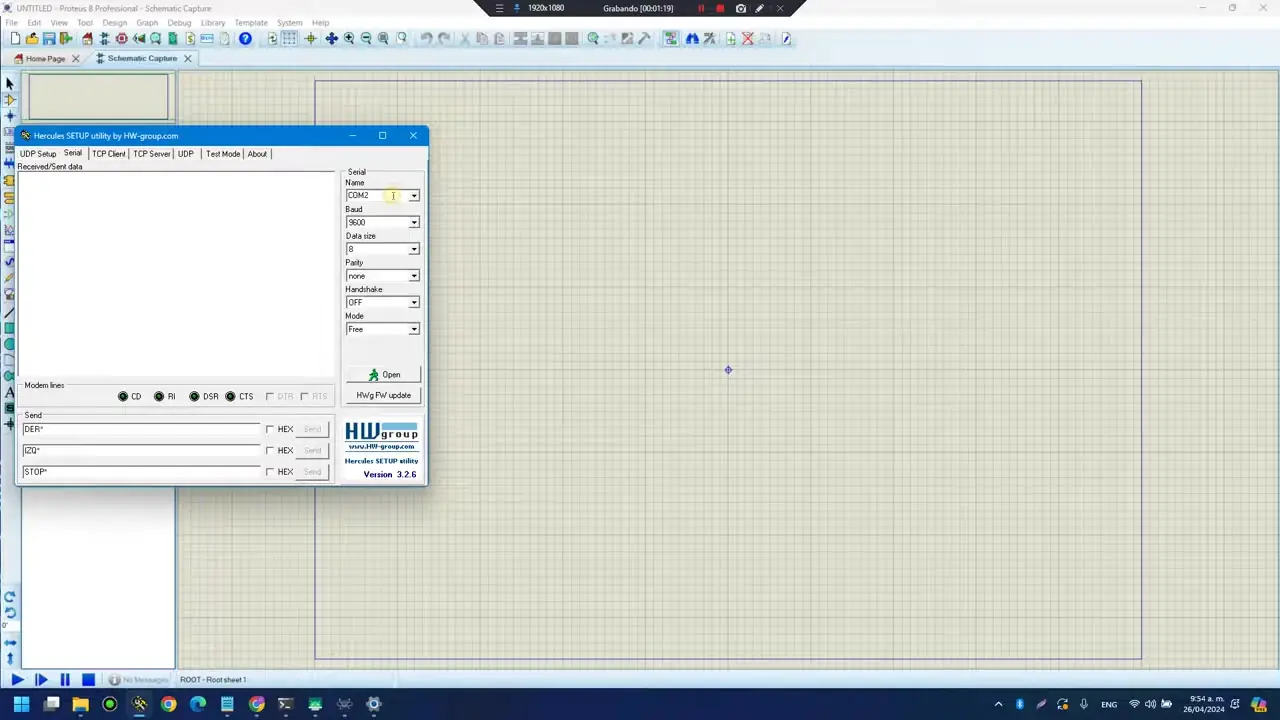 UNTITLED - Proteus 8 Professional - Schematic Capture
1920x1080
Grabando [00:01:19]
File Edit View Tool Design Graph Debug Library Template System Help
Home Page
Schematic Capture
Hercules SETUP utility by HW-group.com
UDP Setup Serial TCP Client TCP Server UDP Test Mode About
Received/Sent data
Serial
Name
COM2
Baud
9600
Data size
8
Parity
none
Handshake
OFF
Mode
Free
Open
HWg FW update
Modem lines
CD RI DSR CTS DTR RTS
Send
DER* HEX Send
IZQ* HEX Send
STOP* HEX Send
HWgroup
www.HW-group.com
Hercules SETUP utility
Version 3.2.6
No Messages
ROOT - Root sheet 1
ENG
9:54 a. m.
26/04/2024